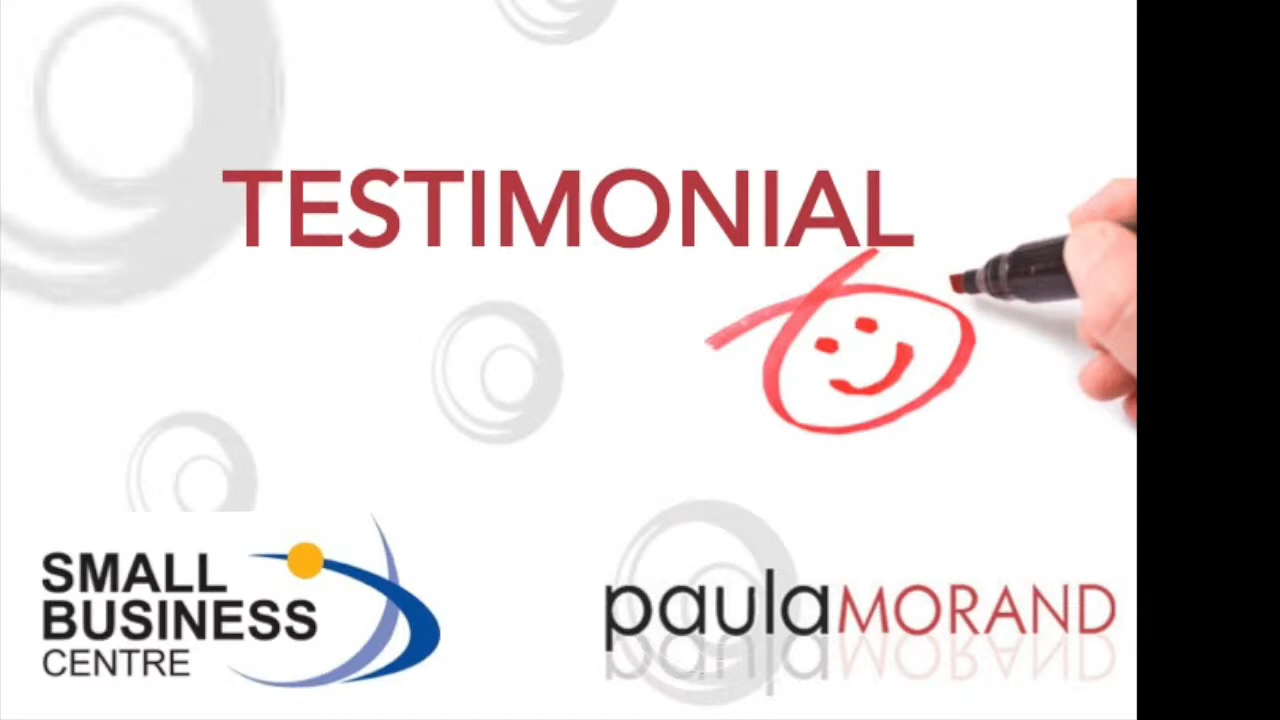 TESTIMONIAL
SMALL
BUSINESS
CENTRE
paulaMORAND